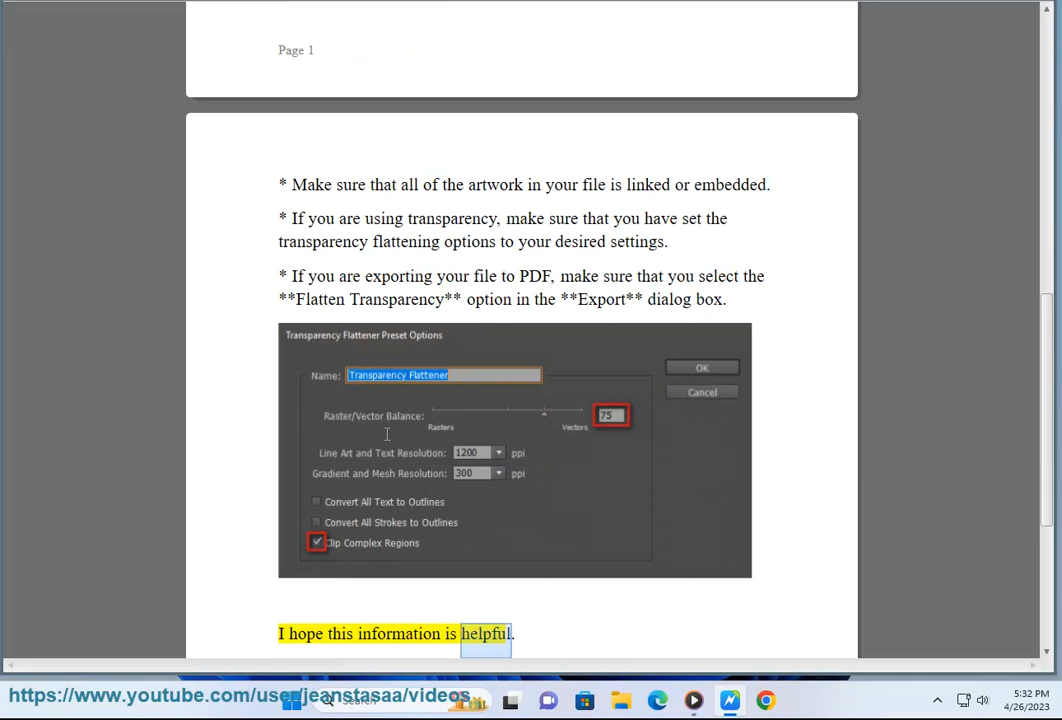 Page 1
* Make sure that all of the artwork in your file is linked or embedded.
* If you are using transparency, make sure that you have set the
transparency flattening options to your desired settings.
* If you are exporting your file to PDF, make sure that you select the
**Flatten Transparency** option in the **Export** dialog box.
Transparency Flattener Preset Options
Name: Transparency Flattener
OK
Cancel
Raster/Vector Balance: 75
Rasters Vectors
Line Art and Text Resolution: 1200 ppi
Gradient and Mesh Resolution: 300 ppi
Convert All Text to Outlines
Convert All Strokes to Outlines
Clip Complex Regions
I hope this information is helpful.
https://www.youtube.com/user/jeanstasaa/videos
Search
5:32 PM
4/26/2023